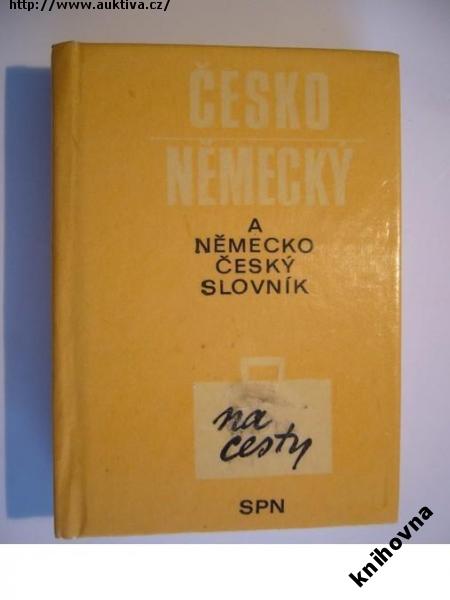 http://www.auktiva.cz/
ČESKO
NĚMECKÝ
A
NĚMECKO
ČESKÝ
SLOVNÍK
na
cesty
SPN
knihovna